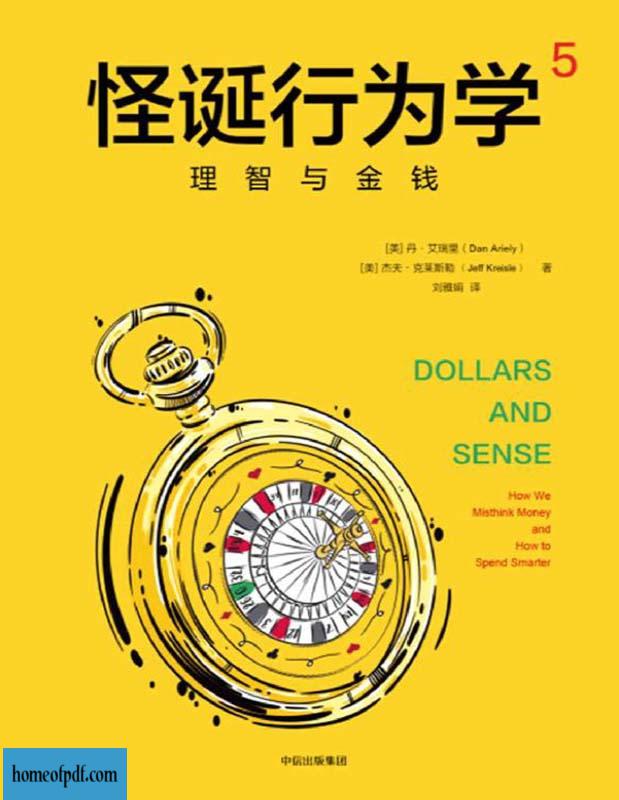 怪诞行为学5
理智与金钱
[美] 丹·艾瑞里（Dan Ariely）
[美] 杰夫·克莱斯勒（Jeff Kreisle） 著
刘雅娟 译
DOLLARS
AND
SENSE
How We
Misthink Money
and
How to
Spend Smarter
中信出版集团
homeofpdf.com